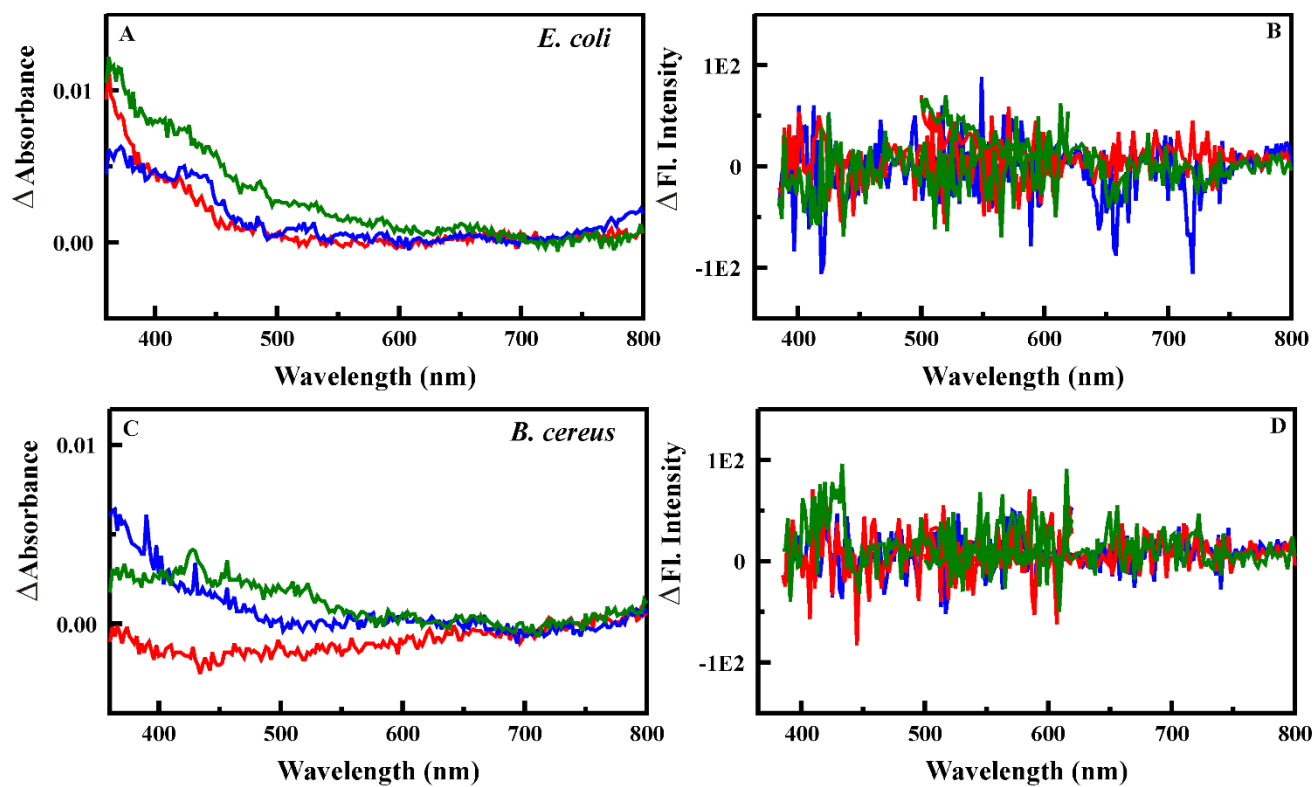 A
E. coli
Δ Absorbance
0.01
0.00
400 500 600 700 800
Wavelength (nm)
B
Δ Fl. Intensity
1E2
0
-1E2
400 500 600 700 800
Wavelength (nm)
C
B. cereus
Δ Absorbance
0.01
0.00
400 500 600 700 800
Wavelength (nm)
D
Δ Fl. Intensity
1E2
0
-1E2
400 500 600 700 800
Wavelength (nm)